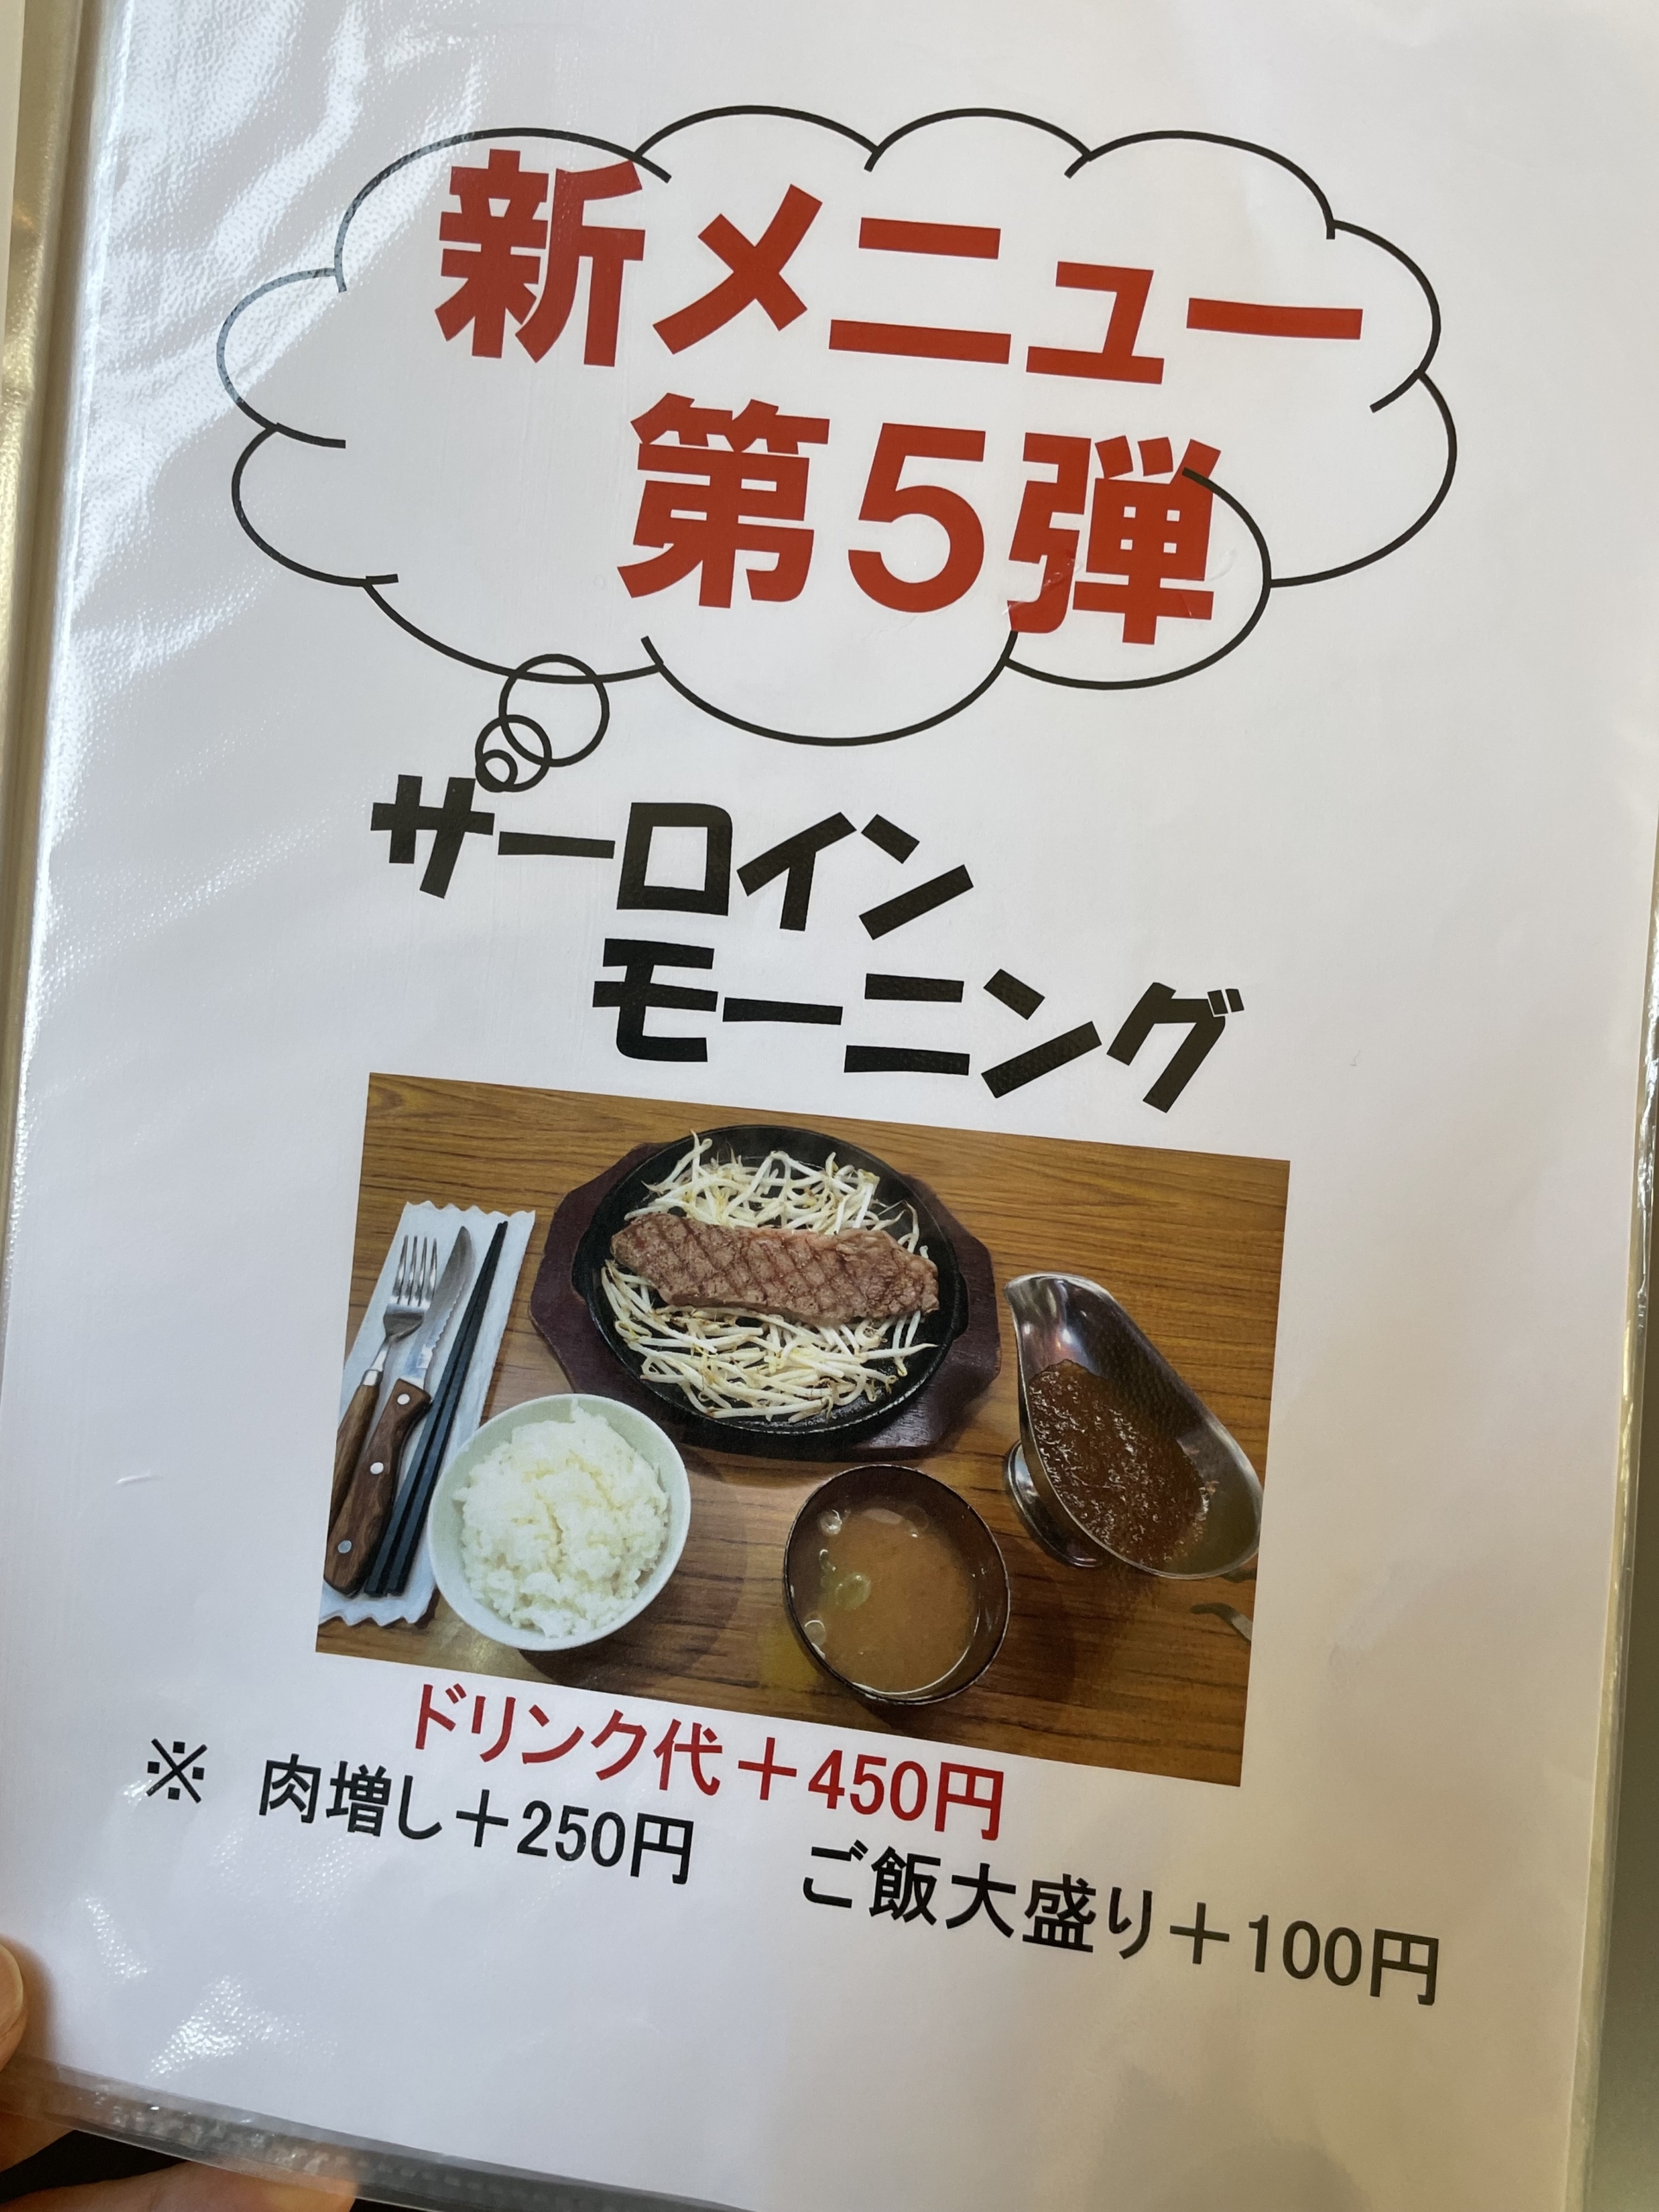 新メニュー
第5弾
サーロイン
モーニング
ドリンク代+450円
※ 肉増し+250円 ご飯大盛り+100円